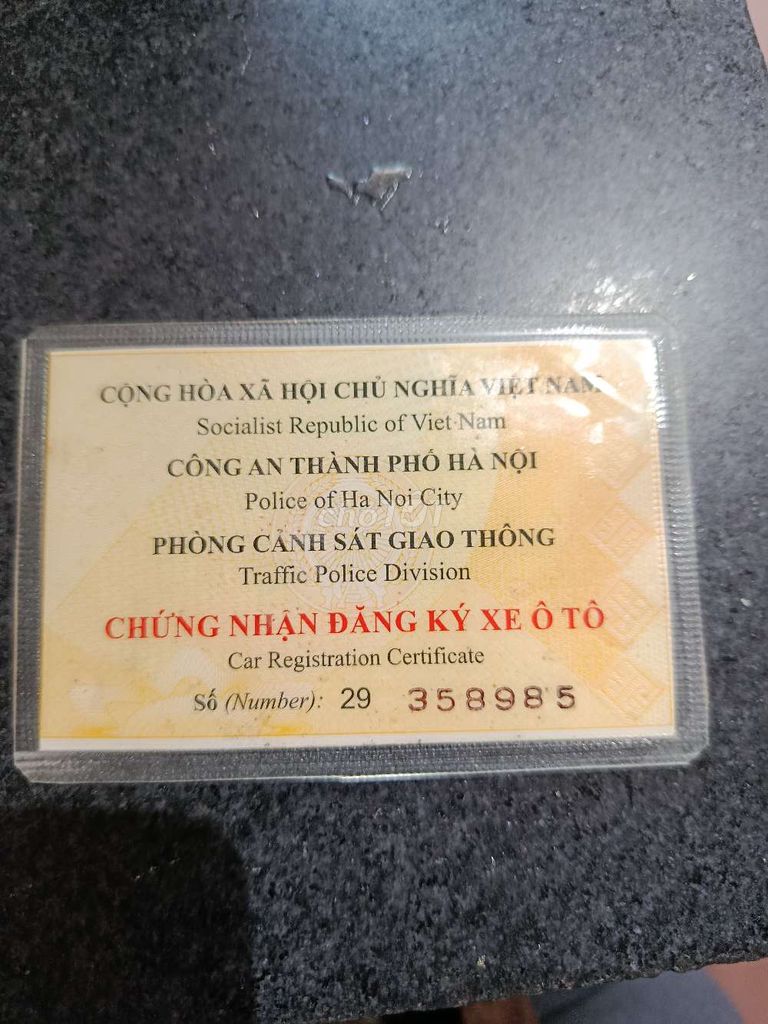 CỘNG HÒA XÃ HỘI CHỦ NGHĨA VIỆT NAM
Socialist Republic of Viet Nam
CÔNG AN THÀNH PHỐ HÀ NỘI
Police of Ha Noi City
chợTỐT
PHÒNG CẢNH SÁT GIAO THÔNG
Traffic Police Division
CHỨNG NHẬN ĐĂNG KÝ XE Ô TÔ
Car Registration Certificate
Số (Number): 29 358985